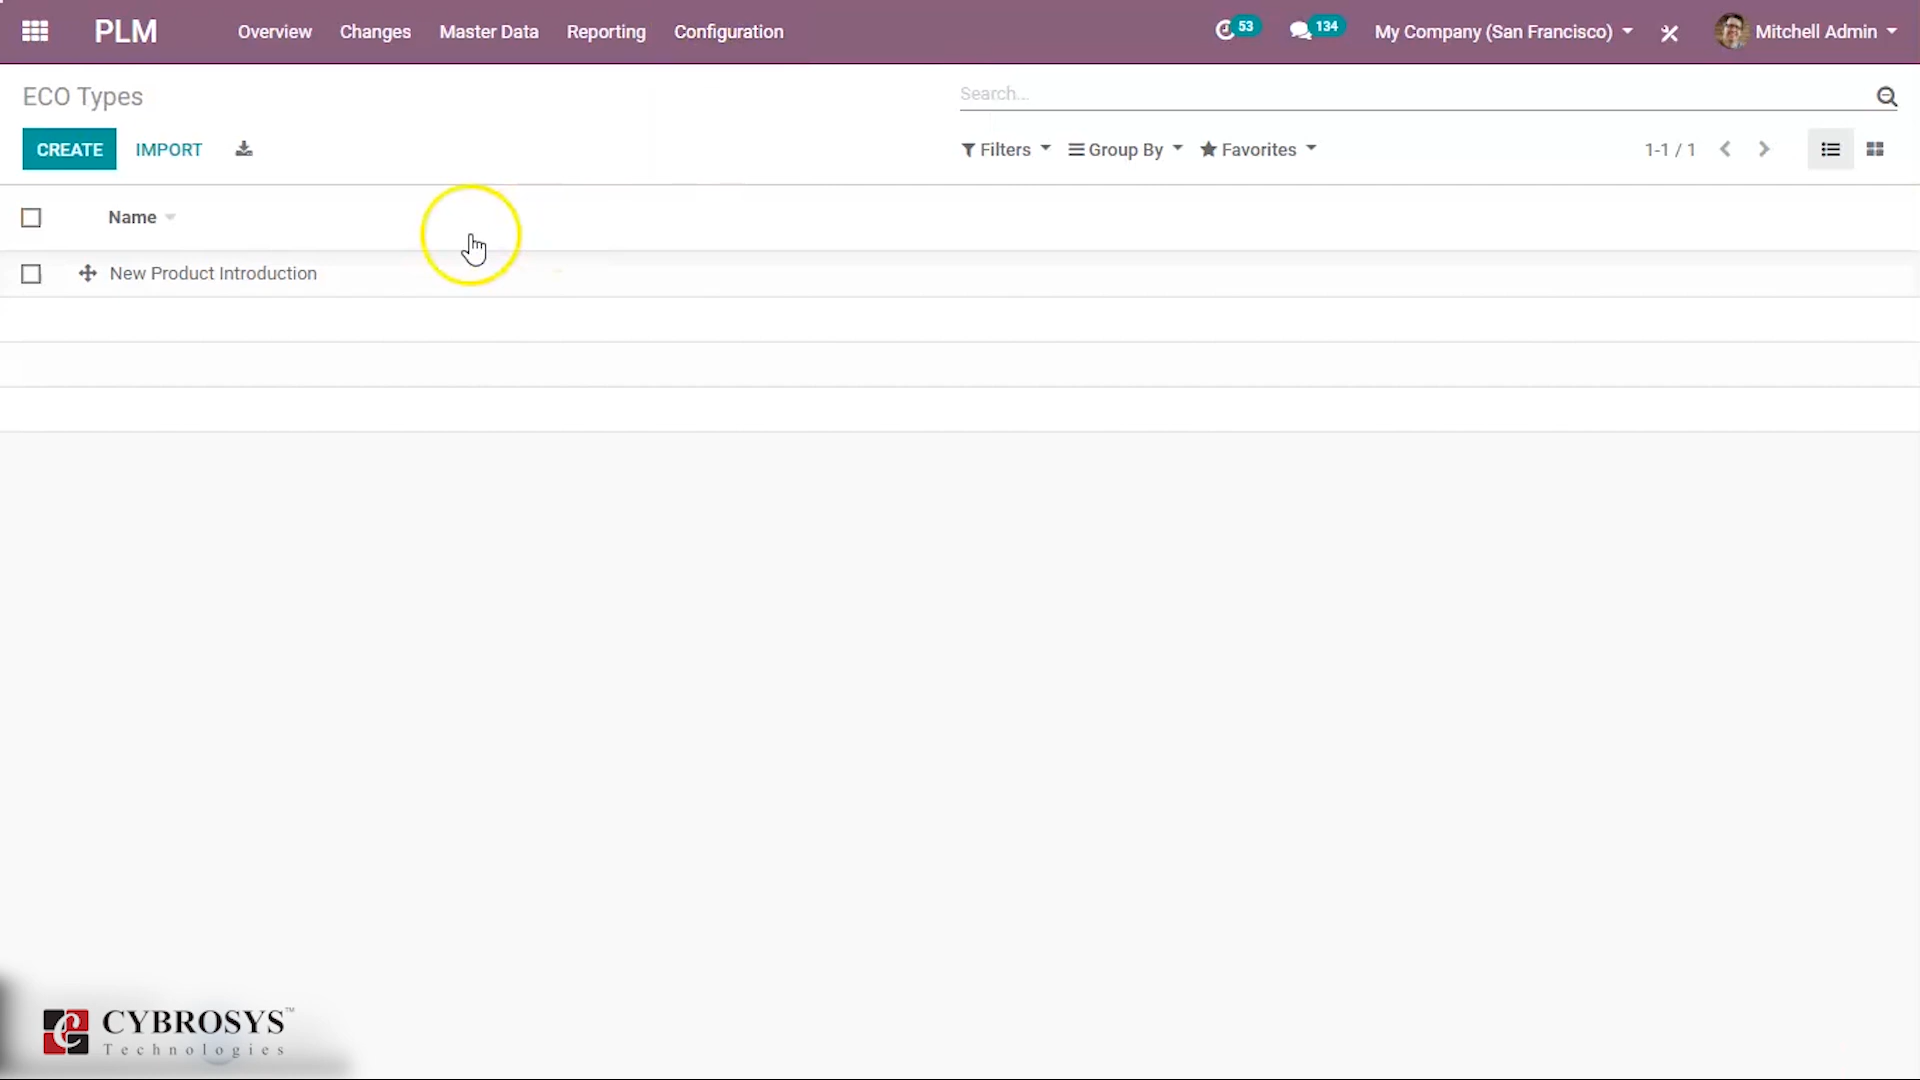 PLM Overview Changes Master Data Reporting Configuration 53 134 My Company (San Francisco) Mitchell Admin
ECO Types
Search...
CREATE IMPORT
Filters Group By Favorites 1-1 / 1
Name
New Product Introduction
CYBROSYS™
Technologies